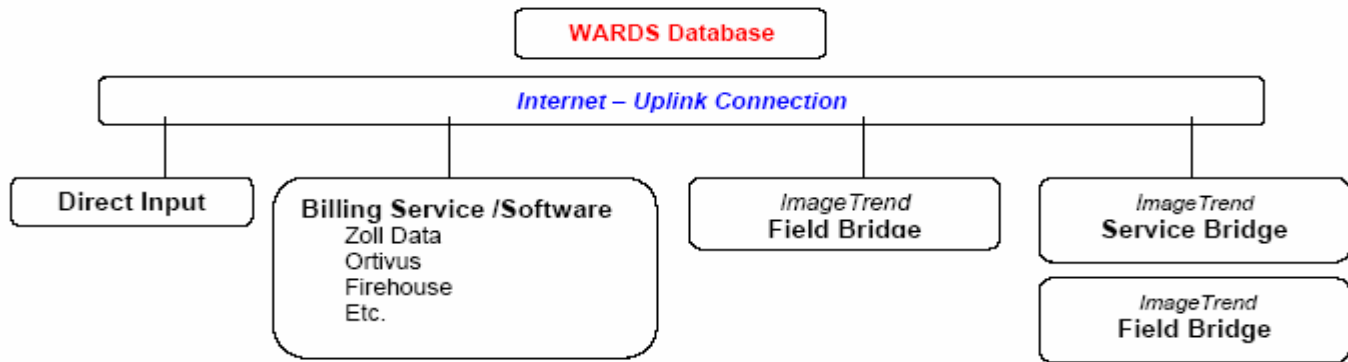 WARDS Database
Internet – Uplink Connection
Direct Input
Billing Service /Software
Zoll Data
Ortivus
Firehouse
Etc.
ImageTrend
Field Bridge
ImageTrend
Service Bridge
ImageTrend
Field Bridge